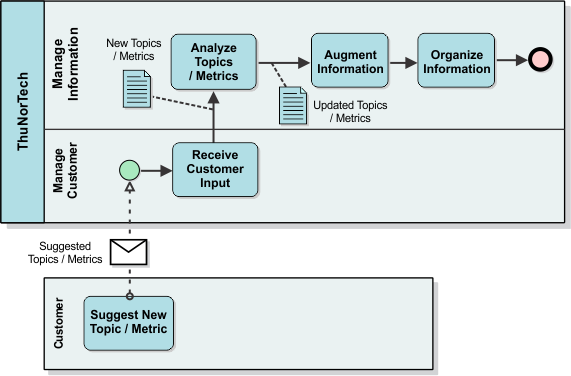 ThuNorTech
Manage
Information
New Topics
/ Metrics
Analyze
Topics
/ Metrics
Augment
Information
Organize
Information
Updated Topics
/ Metrics
Manage
Customer
Receive
Customer
Input
Suggested
Topics / Metrics
Customer
Suggest New
Topic / Metric